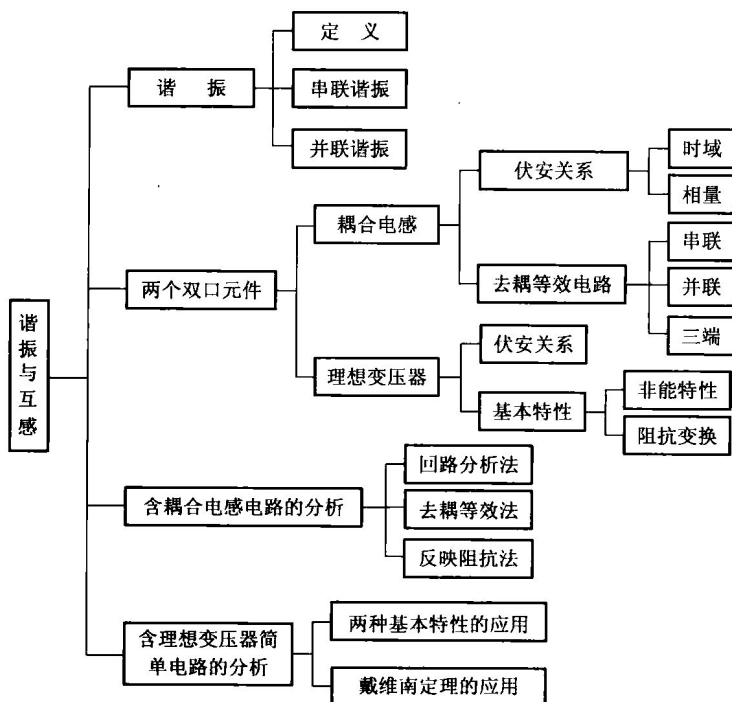 谐振与互感
谐 振
定 义
串联谐振
并联谐振
两个双口元件
耦合电感
伏安关系
时域
相量
去耦等效电路
串联
并联
三端
理想变压器
伏安关系
基本特性
非能特性
阻抗变换
含耦合电感电路的分析
回路分析法
去耦等效法
反映阻抗法
含理想变压器简
单电路的分析
两种基本特性的应用
戴维南定理的应用